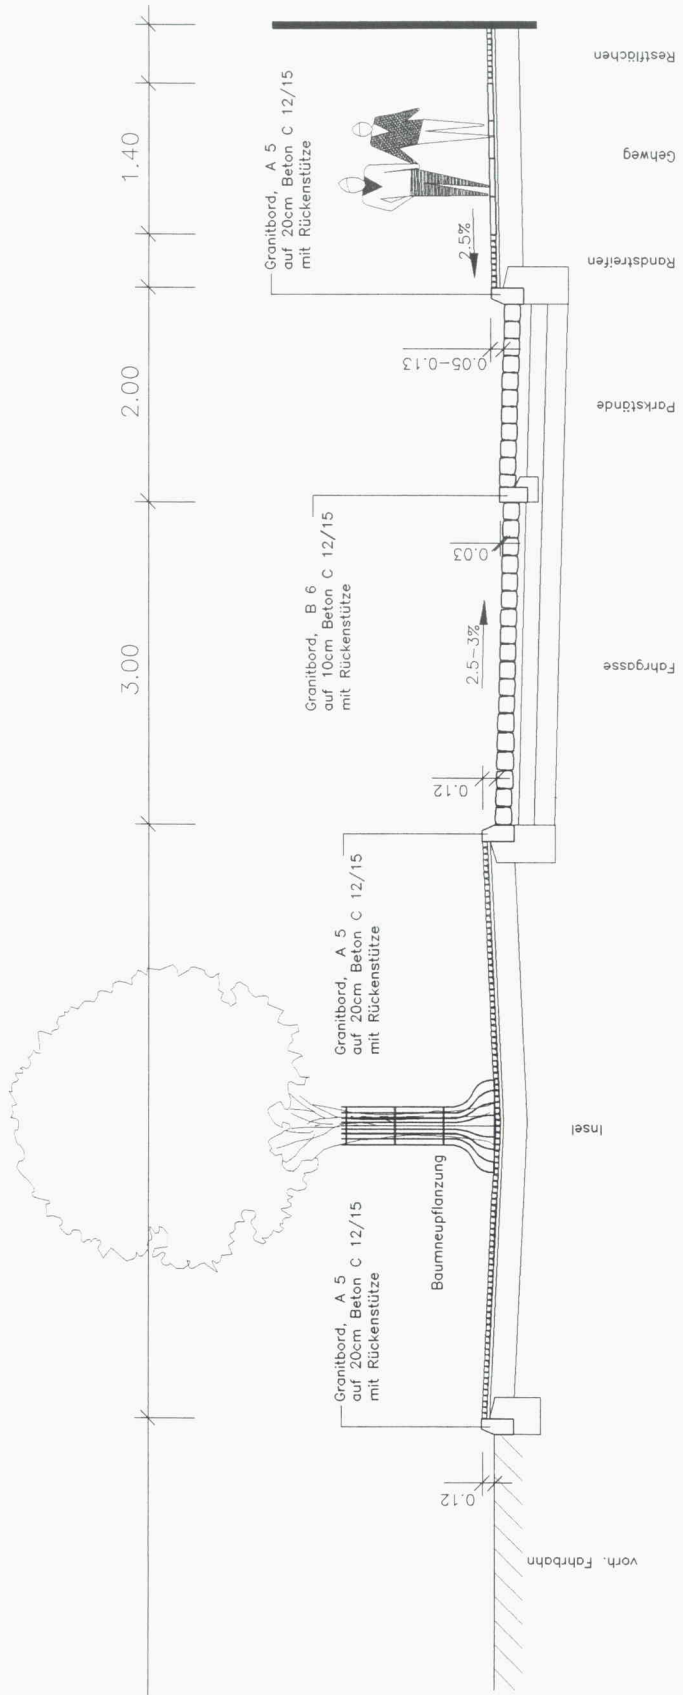 3.00
2.00
1.40
Granitbord, A 5
auf 20cm Beton C 12/15
mit Rückenstütze
Granitbord, A 5
auf 20cm Beton C 12/15
mit Rückenstütze
Granitbord, B 6
auf 10cm Beton C 12/15
mit Rückenstütze
Granitbord, A 5
auf 20cm Beton C 12/15
mit Rückenstütze
Baumneupflanzung
0.12
0.12
2.5-3%
0.03
0.05-0.13
2.5%
vorh. Fahrbahn
Insel
Fahrgasse
Parkstände
Randstreifen
Gehweg
Restflächen